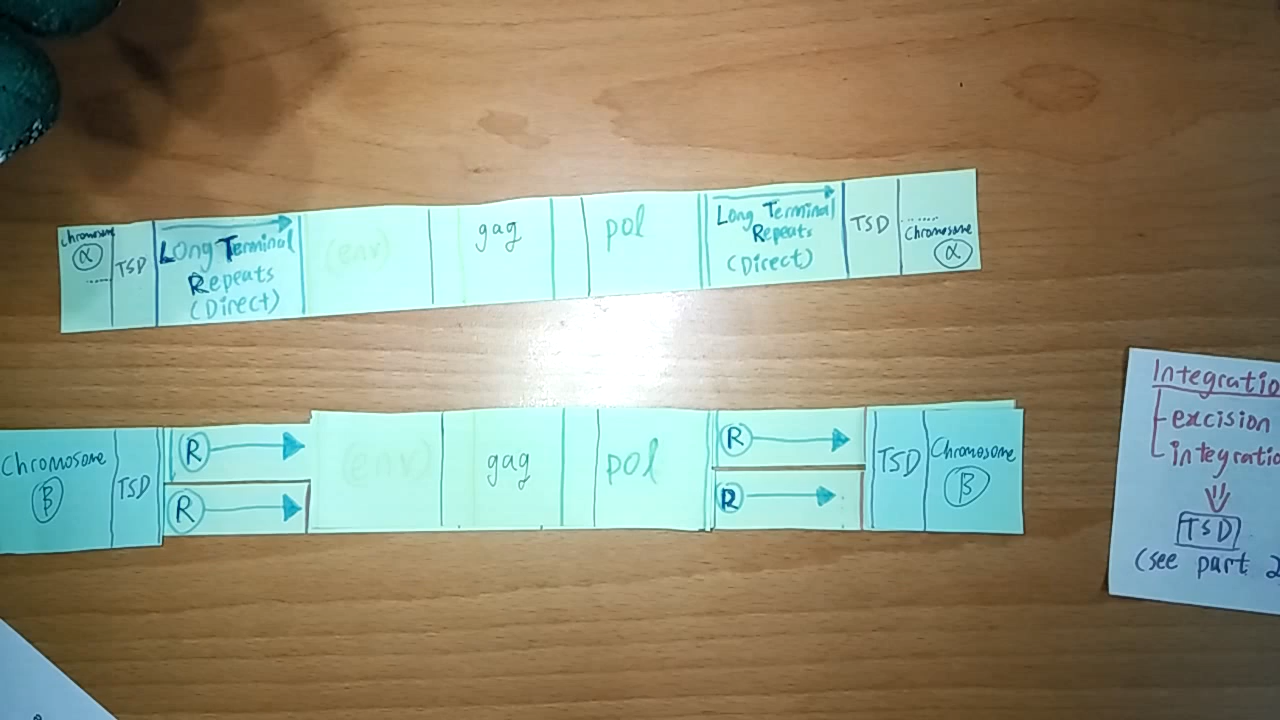 Chromosome
α
......
TSD
Long Terminal
Repeats
(Direct)
(env)
gag
pol
Long Terminal
Repeats
(Direct)
TSD
......
Chromosome
α
Chromosome
β
TSD
R
R
(env)
gag
pol
R
R
TSD
Chromosome
β
Integratio
excision
integratio
TSD
(see part 2